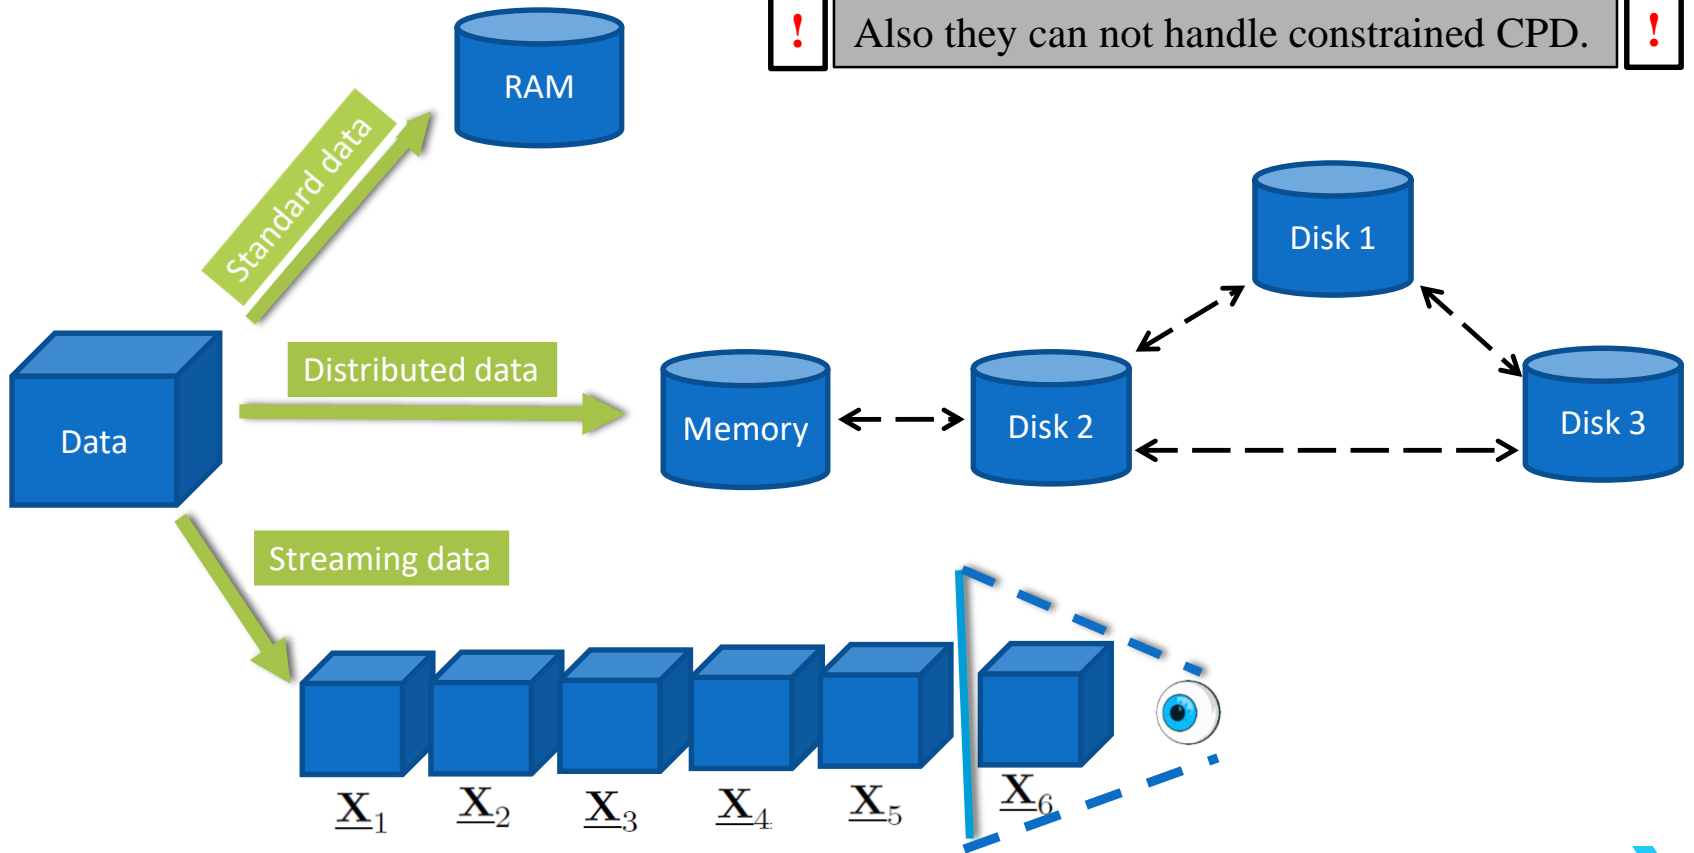 ! Also they can not handle constrained CPD. !
RAM
Standard data
Disk 1
Distributed data
Data
Memory
Disk 2
Disk 3
Streaming data
X₁ X₂ X₃ X₄ X₅ X₆